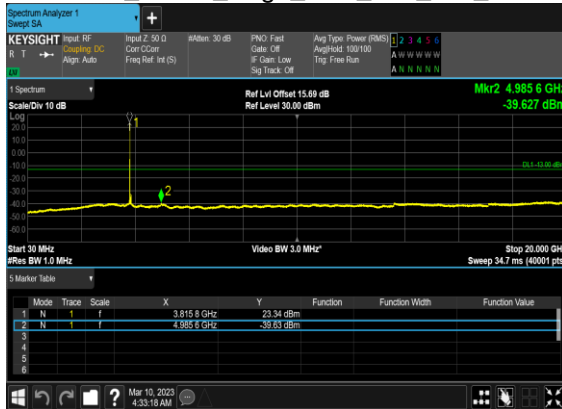 Spectrum Analyzer 1
Swept SA
+
KEYSIGHT Input: RF Input Z: 50 Ω #Atten: 30 dB PNO: Fast Avg Type: Power (RMS) 1 2 3 4 5 6
R T Coupling: DC Corr CCorr Gate: Off Avg|Hold: 100/100 A W W W W W
Align: Auto Freq Ref: Int (S) IF Gain: Low Trig: Free Run
Sig Track: Off A N N N N N
1 Spectrum Ref Lvl Offset 15.69 dB Mkr2 4.985 6 GHz
Scale/Div 10 dB Ref Level 30.00 dBm -39.627 dBm
Log
20.0
10.0
0.00
-10.0
DL1 -13.00 dBm
-20.0
-30.0
-40.0
-50.0
-60.0
1
2
Start 30 MHz Video BW 3.0 MHz* Stop 20.000 GH
#Res BW 1.0 MHz Sweep 34.7 ms (40001 pts
5 Marker Table
Mode Trace Scale X Y Function Function Width Function Value
1 N 1 f 3.815 8 GHz 23.34 dBm
2 N 1 f 4.985 6 GHz -39.63 dBm
3
4
5
6
? Mar 10, 2023
4:33:18 AM